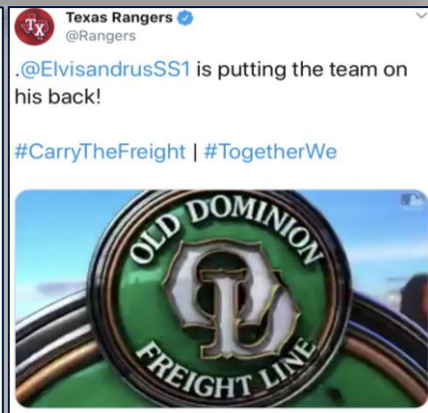 TX
Texas Rangers
@Rangers
.@ElvisandrusSS1 is putting the team on
his back!
#CarryTheFreight | #TogetherWe
OLD DOMINION
OD
FREIGHT LINE